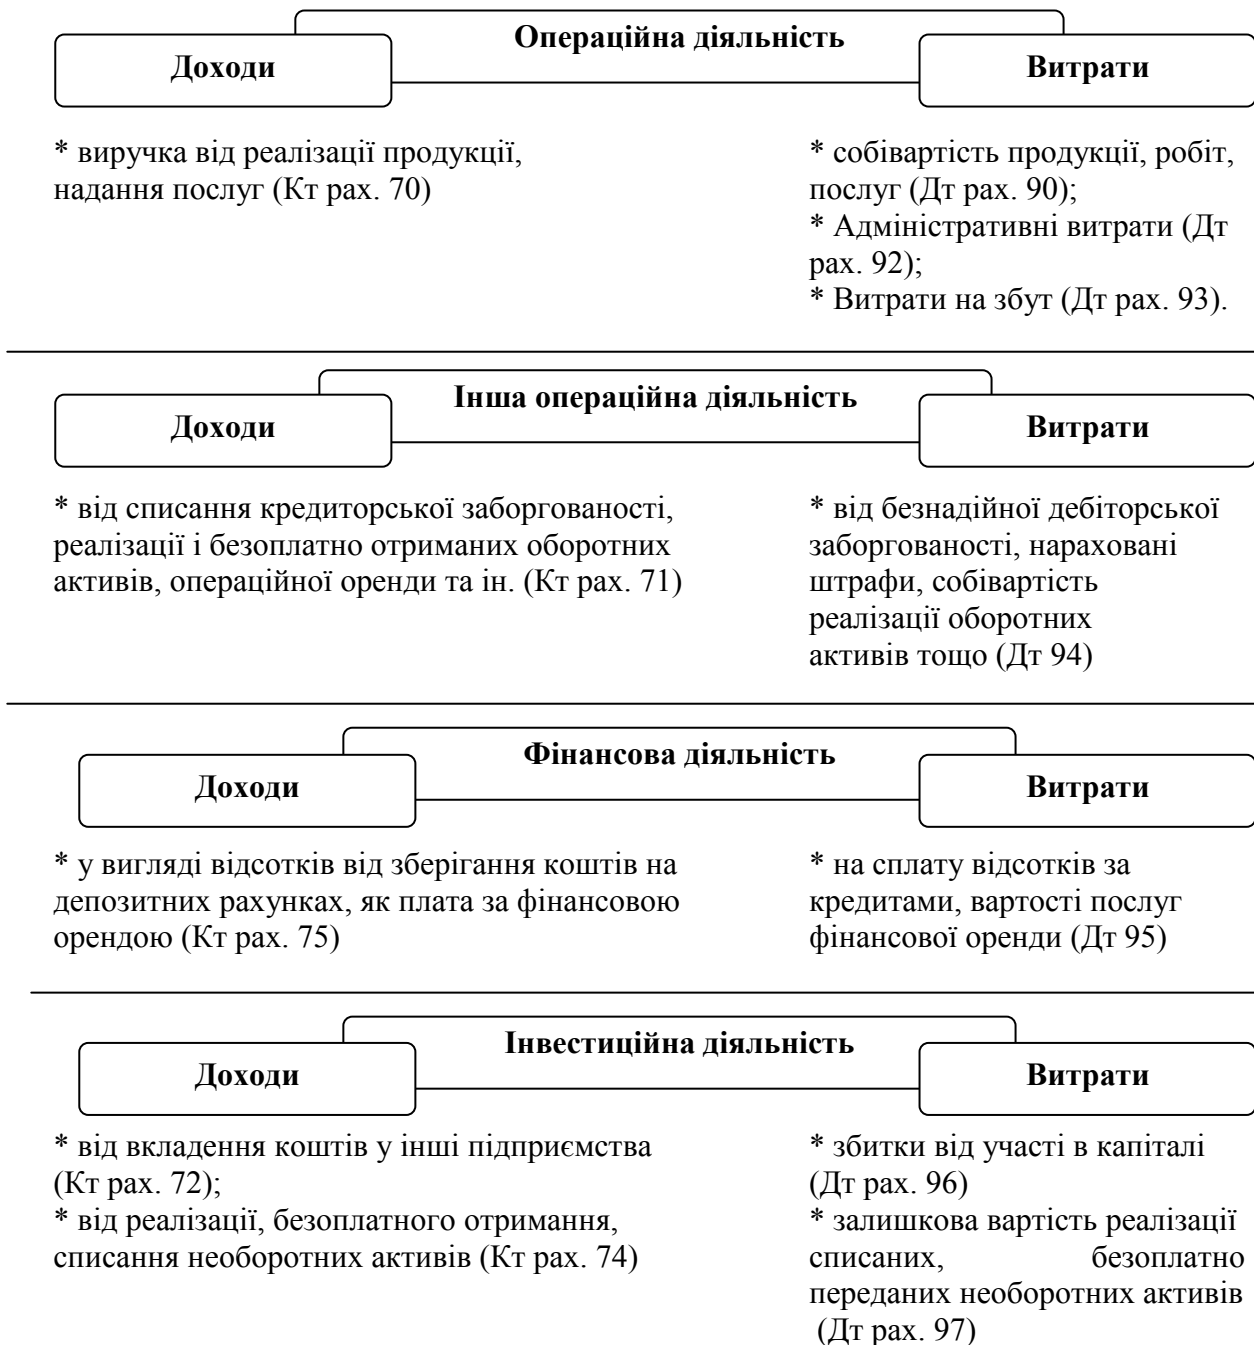 Операційна діяльність
Доходи
Витрати
* виручка від реалізації продукції,
надання послуг (Кт рах. 70)
* собівартість продукції, робіт,
послуг (Дт рах. 90);
* Адміністративні витрати (Дт
рах. 92);
* Витрати на збут (Дт рах. 93).
Інша операційна діяльність
Доходи
Витрати
* від списання кредиторської заборгованості,
реалізації і безоплатно отриманих оборотних
активів, операційної оренди та ін. (Кт рах. 71)
* від безнадійної дебіторської
заборгованості, нараховані
штрафи, собівартість
реалізації оборотних
активів тощо (Дт 94)
Фінансова діяльність
Доходи
Витрати
* у вигляді відсотків від зберігання коштів на
депозитних рахунках, як плата за фінансовою
орендою (Кт рах. 75)
* на сплату відсотків за
кредитами, вартості послуг
фінансової оренди (Дт 95)
Інвестиційна діяльність
Доходи
Витрати
* від вкладення коштів у інші підприємства
(Кт рах. 72);
* від реалізації, безоплатного отримання,
списання необоротних активів (Кт рах. 74)
* збитки від участі в капіталі
(Дт рах. 96)
* залишкова вартість реалізації
списаних, безоплатно
переданих необоротних активів
(Дт рах. 97)